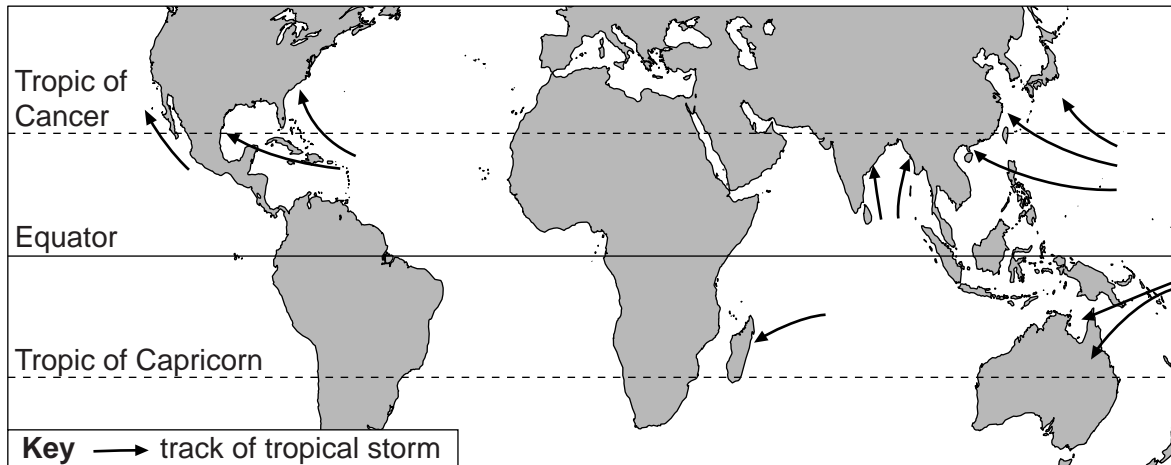 Tropic of
Cancer
Equator
Tropic of Capricorn
Key track of tropical storm